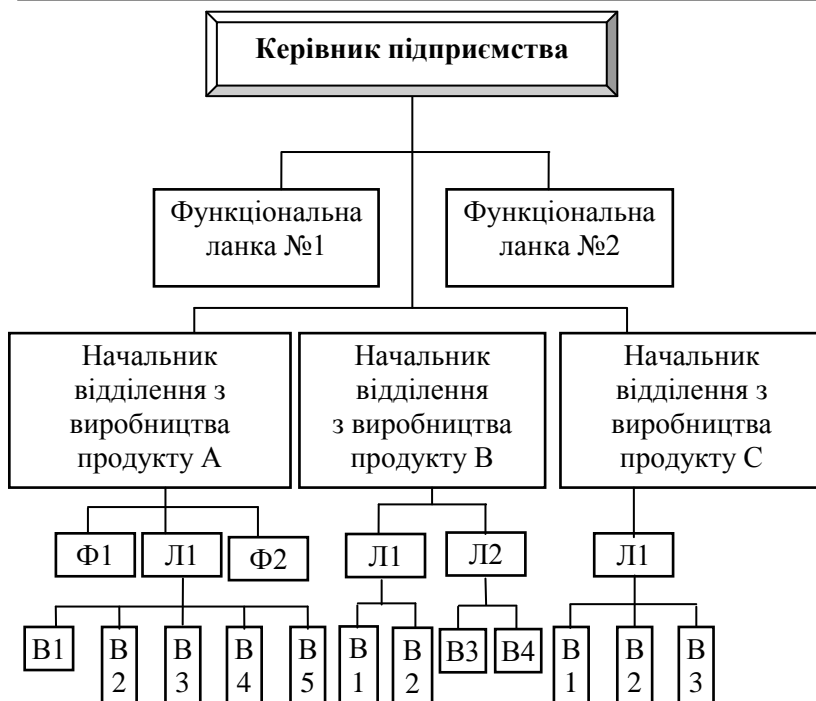 Керівник підприємства
Функціональна
ланка №1
Функціональна
ланка №2
Начальник
відділення з
виробництва
продукту А
Начальник
відділення
з виробництва
продукту В
Начальник
відділення з
виробництва
продукту С
Ф1
Л1
Ф2
Л1
Л2
Л1
В1
В
2
В
3
В
4
В
5
В
1
В
2
В3
В4
В
1
В
2
В
3